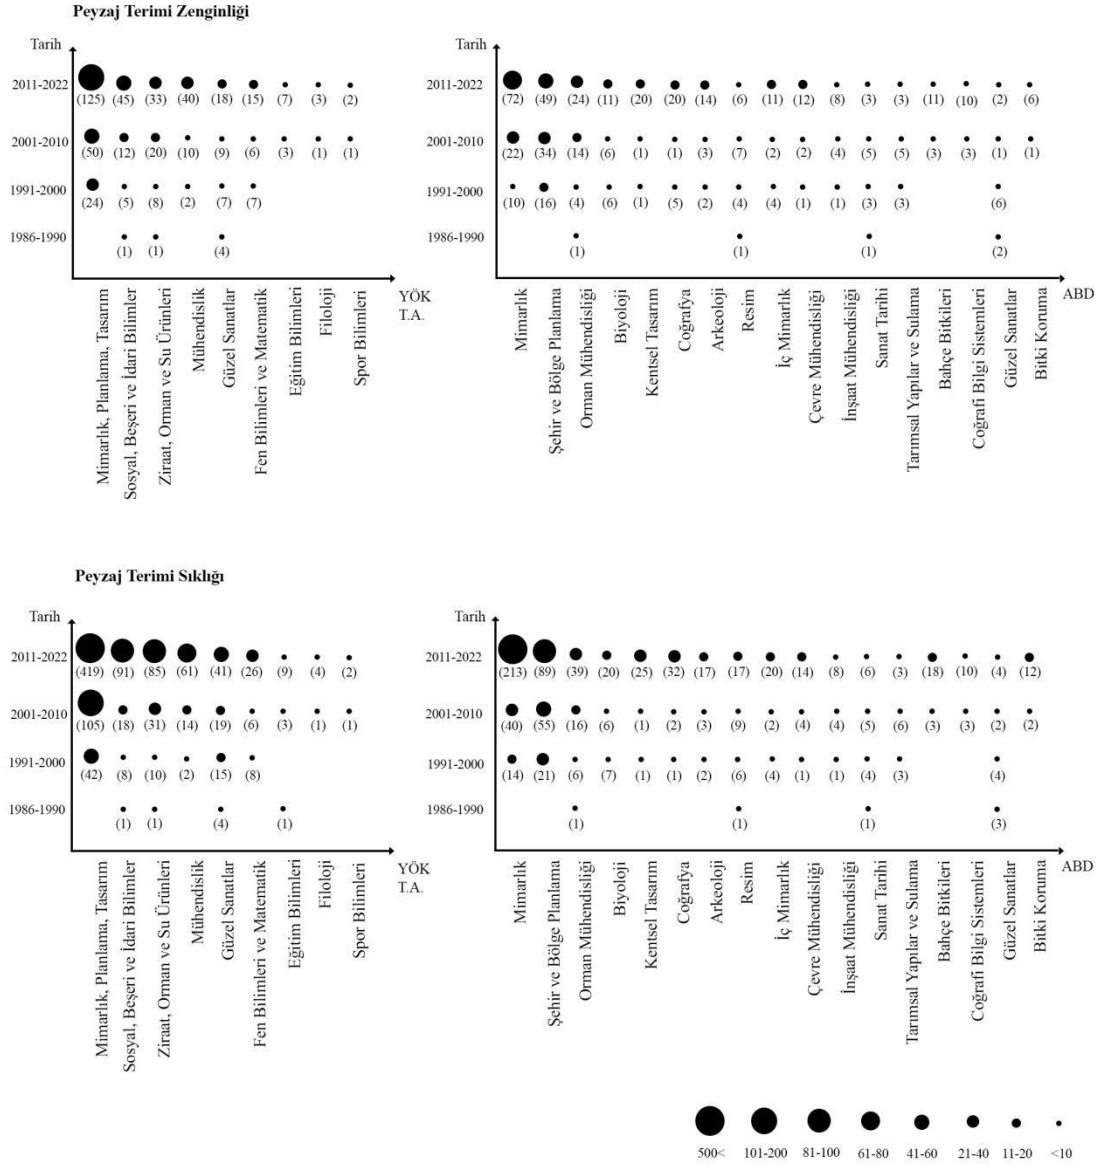 Peyzaj Terimi Zenginliği
Tarih
2011-2022
(125) (45) (33) (40) (18) (15) (7) (3) (2)
2001-2010
(50) (12) (20) (10) (9) (6) (3) (1) (1)
1991-2000
(24) (5) (8) (2) (7) (7)
1986-1990
(1) (1) (4)
YÖK
T.A.
Mimarlık, Planlama, Tasarım
Sosyal, Beşeri ve İdari Bilimler
Ziraat, Orman ve Su Ürünleri
Mühendislik
Güzel Sanatlar
Fen Bilimleri ve Matematik
Eğitim Bilimleri
Filoloji
Spor Bilimleri
Tarih
2011-2022
(72) (49) (24) (11) (20) (20) (14) (6) (11) (12) (8) (3) (3) (11) (10) (2) (6)
2001-2010
(22) (34) (14) (6) (1) (1) (3) (7) (2) (2) (4) (5) (5) (3) (3) (1) (1)
1991-2000
(10) (16) (4) (6) (1) (5) (2) (4) (4) (1) (1) (3) (3) (6)
1986-1990
(1) (1) (1) (2)
ABD
Mimarlık
Şehir ve Bölge Planlama
Orman Mühendisliği
Biyoloji
Kentsel Tasarım
Coğrafya
Arkeoloji
Resim
İç Mimarlık
Çevre Mühendisliği
İnşaat Mühendisliği
Sanat Tarihi
Tarımsal Yapılar ve Sulama
Bahçe Bitkileri
Coğrafi Bilgi Sistemleri
Güzel Sanatlar
Bitki Koruma
Peyzaj Terimi Sıklığı
Tarih
2011-2022
(419) (91) (85) (61) (41) (26) (9) (4) (2)
2001-2010
(105) (18) (31) (14) (19) (6) (3) (1) (1)
1991-2000
(42) (8) (10) (2) (15) (8)
1986-1990
(1) (1) (4) (1)
YÖK
T.A.
Mimarlık, Planlama, Tasarım
Sosyal, Beşeri ve İdari Bilimler
Ziraat, Orman ve Su Ürünleri
Mühendislik
Güzel Sanatlar
Fen Bilimleri ve Matematik
Eğitim Bilimleri
Filoloji
Spor Bilimleri
Tarih
2011-2022
(213) (89) (39) (20) (25) (32) (17) (17) (20) (14) (8) (6) (3) (18) (10) (4) (12)
2001-2010
(40) (55) (16) (6) (1) (2) (3) (9) (2) (4) (4) (5) (6) (3) (3) (2) (2)
1991-2000
(14) (21) (6) (7) (1) (1) (2) (6) (4) (1) (1) (4) (3) (4)
1986-1990
(1) (1) (1) (3)
ABD
Mimarlık
Şehir ve Bölge Planlama
Orman Mühendisliği
Biyoloji
Kentsel Tasarım
Coğrafya
Arkeoloji
Resim
İç Mimarlık
Çevre Mühendisliği
İnşaat Mühendisliği
Sanat Tarihi
Tarımsal Yapılar ve Sulama
Bahçe Bitkileri
Coğrafi Bilgi Sistemleri
Güzel Sanatlar
Bitki Koruma
500< 101-200 81-100 61-80 41-60 21-40 11-20 <10